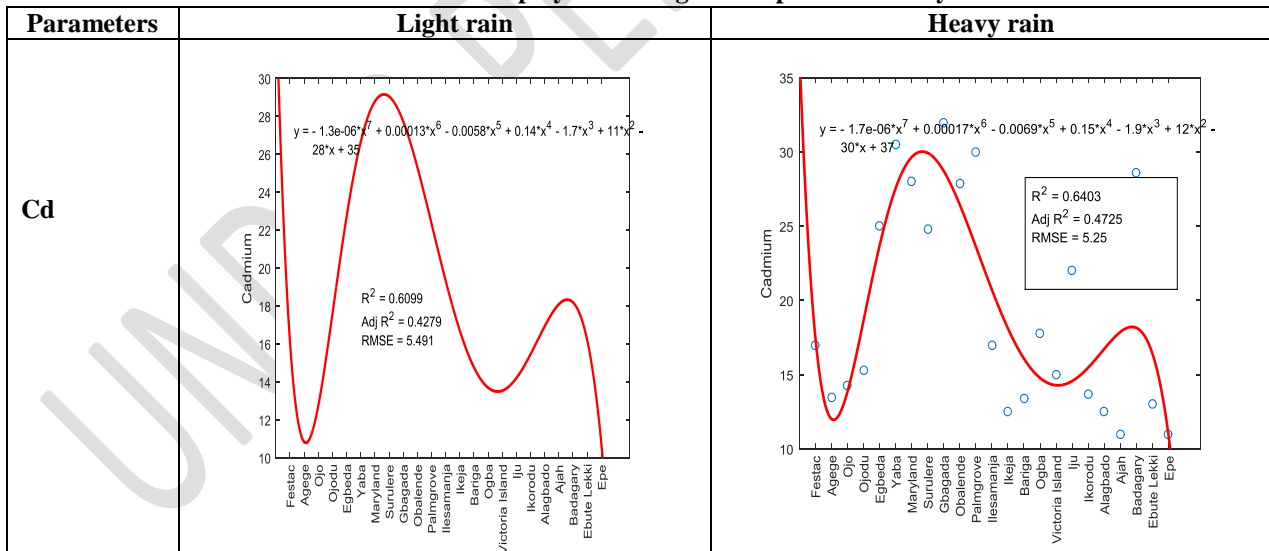 Parameters Light rain Heavy rain
Cd
30
28
26
24
22
20
18
16
14
12
10
Cadmium
y = - 1.3e-06*x^7 + 0.00013*x^6 - 0.0058*x^5 + 0.14*x^4 - 1.7*x^3 + 11*x^2 -
28*x + 35
R^2 = 0.6099
Adj R^2 = 0.4279
RMSE = 5.491
Festac
Agege
Ojo
Ojodu
Egbeda
Yaba
Maryland
Surulere
Gbagada
Obalende
Palmgrove
Ilesamanja
Ikeja
Bariga
Ogba
Victoria Island
Iju
Ikorodu
Alagbado
Ajah
Badagary
Ebute Lekki
Epe
35
30
25
20
15
10
Cadmium
y = - 1.7e-06*x^7 + 0.00017*x^6 - 0.0069*x^5 + 0.15*x^4 - 1.9*x^3 + 12*x^2 -
30*x + 37
R^2 = 0.6403
Adj R^2 = 0.4725
RMSE = 5.25
Festac
Agege
Ojo
Ojodu
Egbeda
Yaba
Maryland
Surulere
Gbagada
Obalende
Palmgrove
Ilesamanja
Ikeja
Bariga
Ogba
Victoria Island
Iju
Ikorodu
Alagbado
Ajah
Badagary
Ebute Lekki
Epe